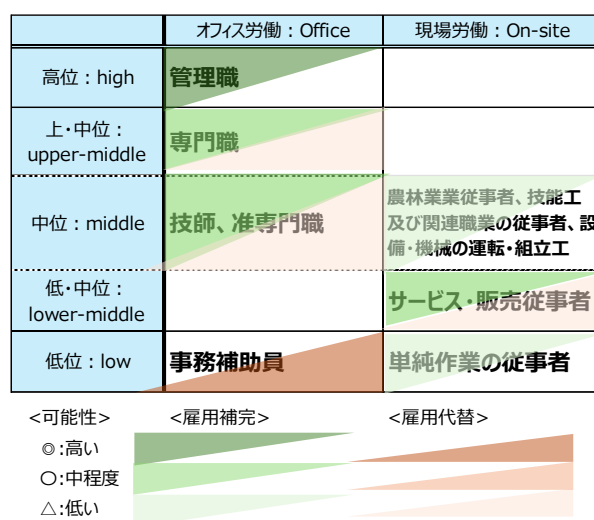 オフィス労働：Office
現場労働：On-site
高位：high
管理職
上・中位：
upper-middle
専門職
中位：middle
技師、准専門職
農林業業従事者、技能工
及び関連職業の従事者、設
備・機械の運転・組立工
低・中位：
lower-middle
サービス・販売従事者
低位：low
事務補助員
単純作業の従事者
<可能性>
<雇用補完>
<雇用代替>
◎:高い
〇:中程度
△:低い